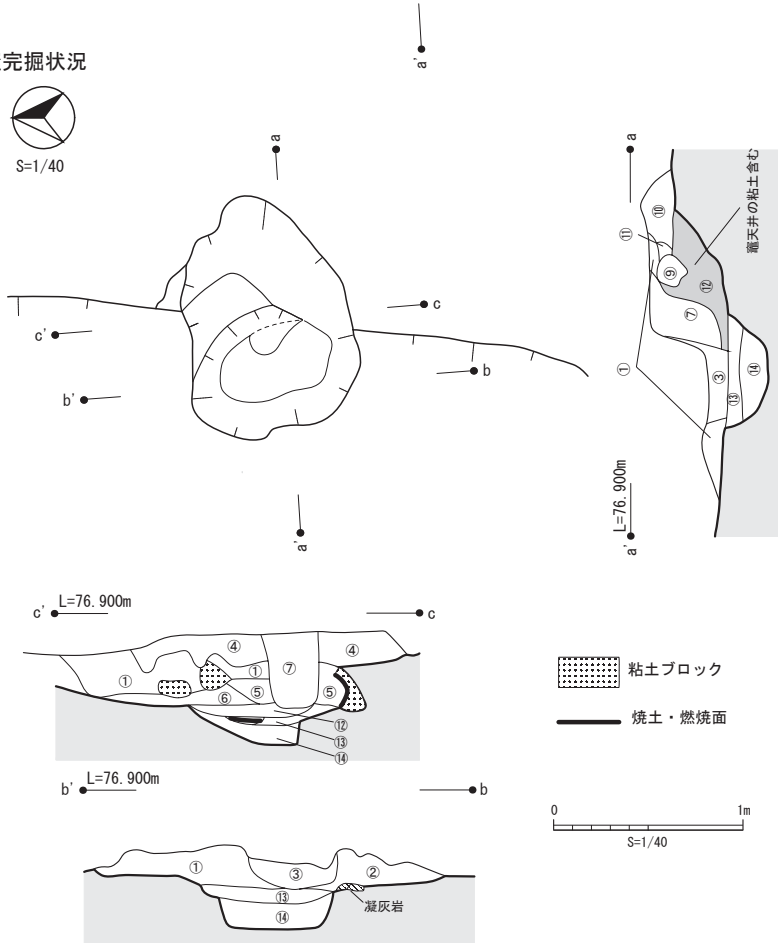 完掘状況
S=1/40
a'
a
c
c'
b
b'
a'
a
⑩
⑪
⑨
竈天井の粘土含む
⑫
⑦
①
③
⑭
⑬
L=76.900m
a'
c' L=76.900m c
④
④
⑦
①
①
⑤
⑤
⑥
⑫
⑬
⑭
粘土ブロック
焼土・燃焼面
b' L=76.900m b
①
③
②
⑬
⑭
凝灰岩
0 1m
S=1/40